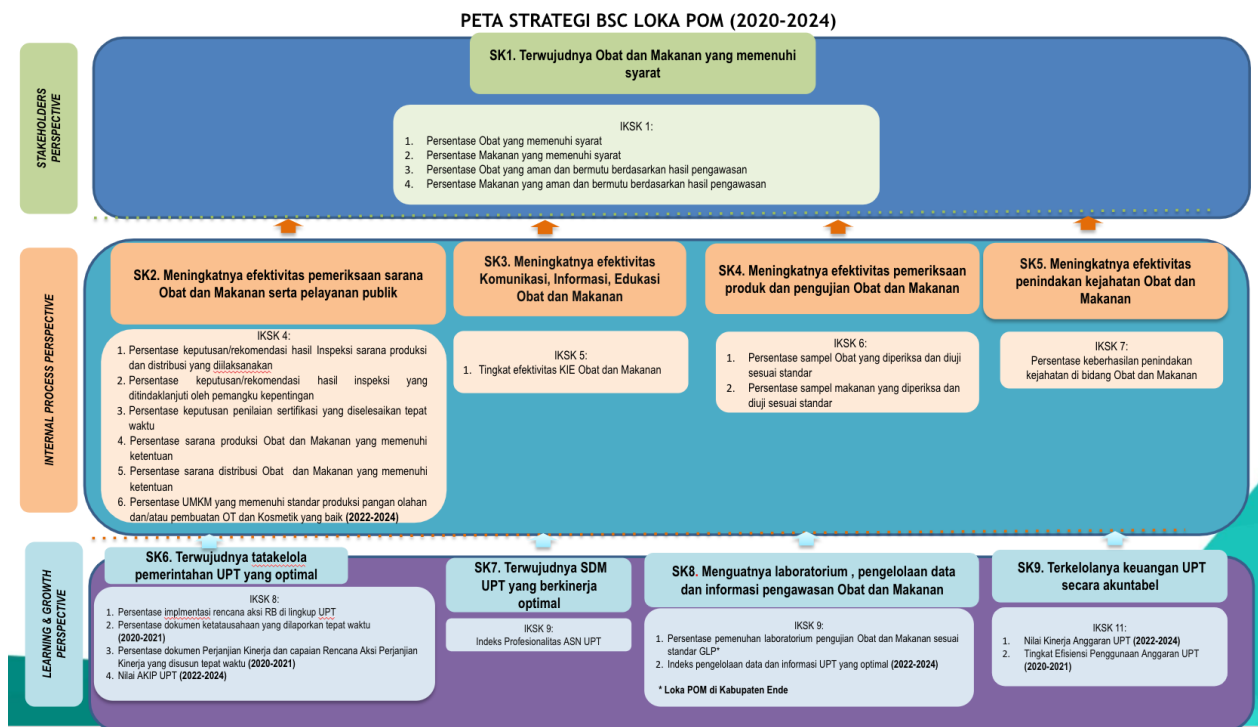 PETA STRATEGI BSC LOKA POM (2020-2024)
STAKEHOLDERS
PERSPECTIVE
SK1. Terwujudnya Obat dan Makanan yang memenuhi
syarat
IKSK 1:
1. Persentase Obat yang memenuhi syarat
2. Persentase Makanan yang memenuhi syarat
3. Persentase Obat yang aman dan bermutu berdasarkan hasil pengawasan
4. Persentase Makanan yang aman dan bermutu berdasarkan hasil pengawasan
INTERNAL PROCESS PERSPECTIVE
SK2. Meningkatnya efektivitas pemeriksaan sarana
Obat dan Makanan serta pelayanan publik
IKSK 4:
1. Persentase keputusan/rekomendasi hasil Inspeksi sarana produksi
dan distribusi yang diilaksanakan
2. Persentase keputusan/rekomendasi hasil inspeksi yang
ditindaklanjuti oleh pemangku kepentingan
3. Persentase keputusan penilaian sertifikasi yang diselesaikan tepat
waktu
4. Persentase sarana produksi Obat dan Makanan yang memenuhi
ketentuan
5. Persentase sarana distribusi Obat dan Makanan yang memenuhi
ketentuan
6. Persentase UMKM yang memenuhi standar produksi pangan olahan
dan/atau pembuatan OT dan Kosmetik yang baik (2022-2024)
SK3. Meningkatnya efektivitas
Komunikasi, Informasi, Edukasi
Obat dan Makanan
IKSK 5:
1. Tingkat efektivitas KIE Obat dan Makanan
SK4. Meningkatnya efektivitas pemeriksaan
produk dan pengujian Obat dan Makanan
IKSK 6:
1. Persentase sampel Obat yang diperiksa dan diuji
sesuai standar
2. Persentase sampel makanan yang diperiksa dan
diuji sesuai standar
SK5. Meningkatnya efektivitas
penindakan kejahatan Obat dan
Makanan
IKSK 7:
Persentase keberhasilan penindakan
kejahatan di bidang Obat dan Makanan
LEARNING & GROWTH
PERSPECTIVE
SK6. Terwujudnya tatakelola
pemerintahan UPT yang optimal
IKSK 8:
1. Persentase implmentasi rencana aksi RB di lingkup UPT
2. Persentase dokumen ketatausahaan yang dilaporkan tepat waktu
(2020-2021)
3. Persentase dokumen Perjanjian Kinerja dan capaian Rencana Aksi Perjanjian
Kinerja yang disusun tepat waktu (2020-2021)
4. Nilai AKIP UPT (2022-2024)
SK7. Terwujudnya SDM
UPT yang berkinerja
optimal
IKSK 9:
Indeks Profesionalitas ASN UPT
SK8. Menguatnya laboratorium , pengelolaan data
dan informasi pengawasan Obat dan Makanan
IKSK 9:
1. Persentase pemenuhan laboratorium pengujian Obat dan Makanan sesuai
standar GLP*
2. Indeks pengelolaan data dan informasi UPT yang optimal (2022-2024)
* Loka POM di Kabupaten Ende
SK9. Terkelolanya keuangan UPT
secara akuntabel
IKSK 11:
1. Nilai Kinerja Anggaran UPT (2022-2024)
2. Tingkat Efisiensi Penggunaan Anggaran UPT
(2020-2021)